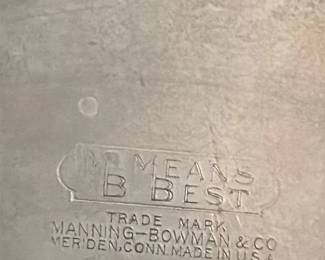 M MEANS
B BEST
TRADE MARK
MANNING-BOWMAN & CO
MERIDEN, CONN. MADE IN U.S.A